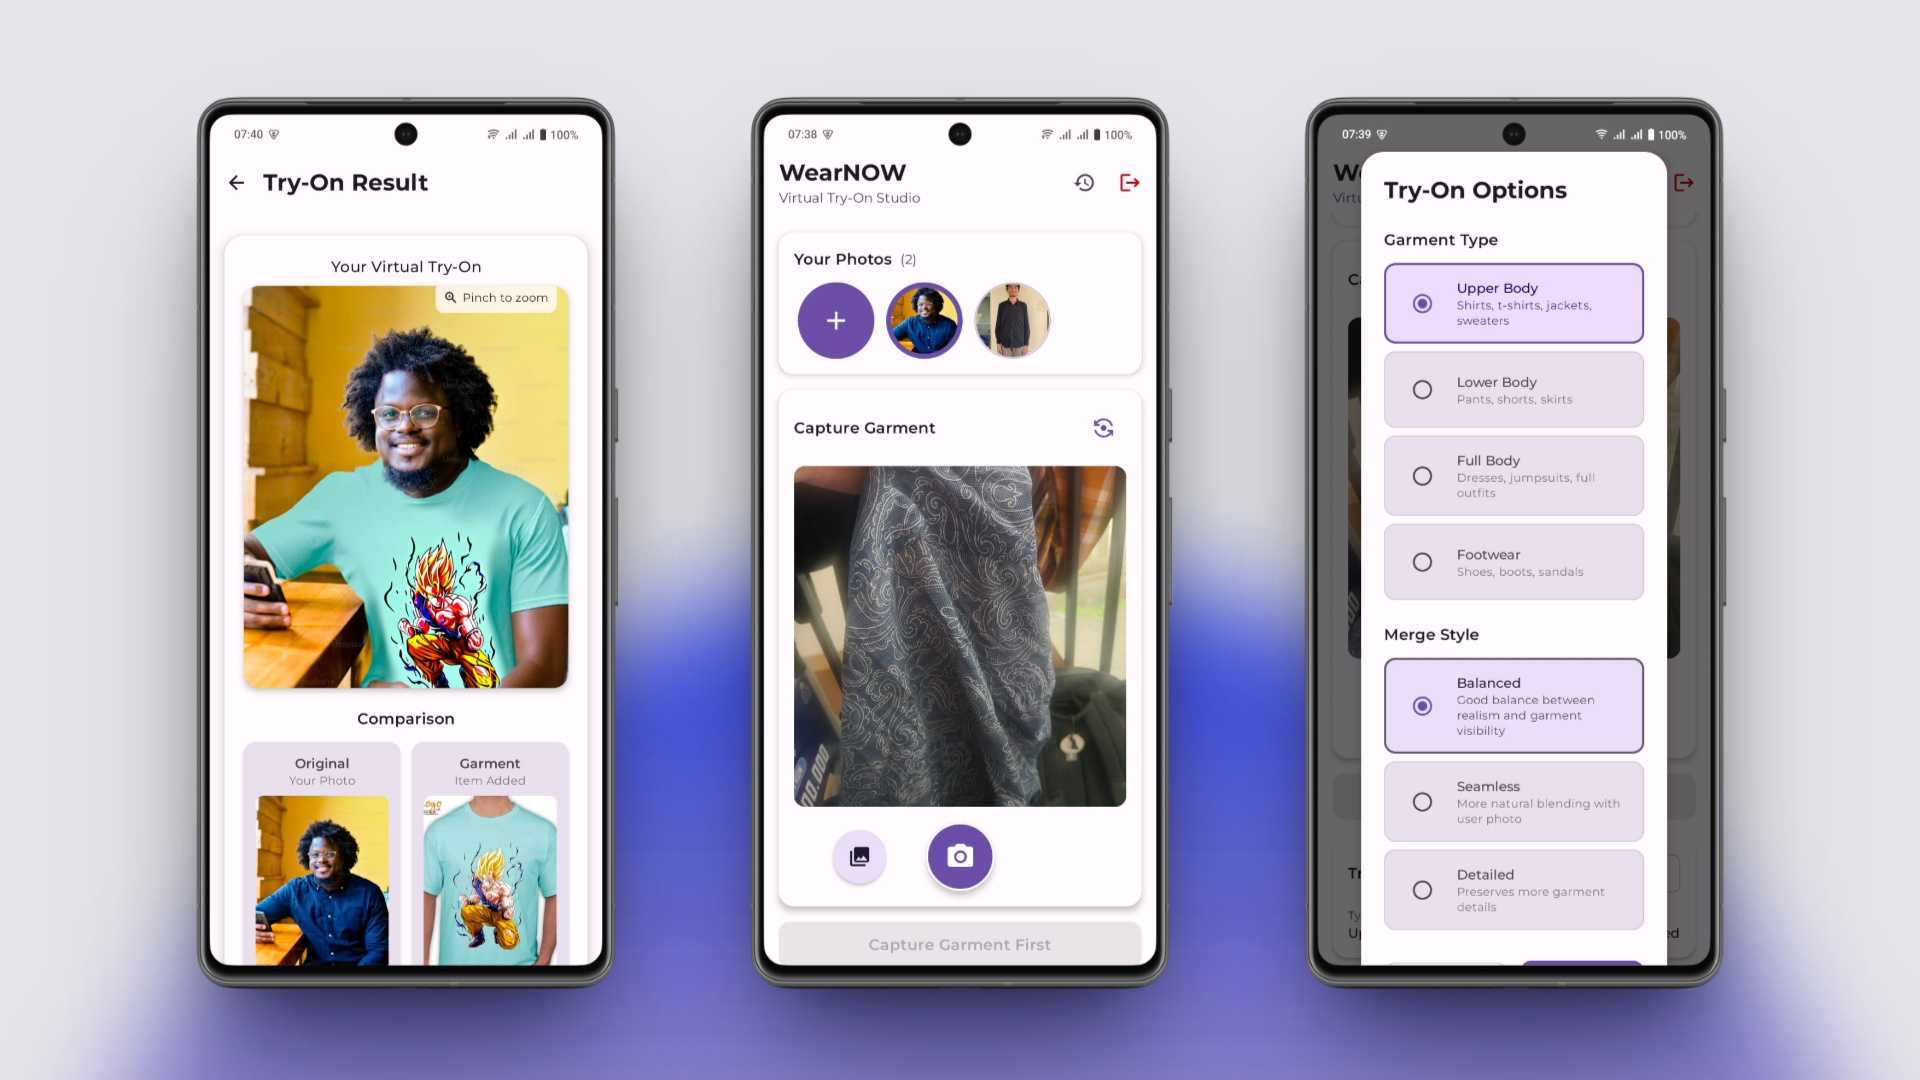 07:40
100%
Try-On Result
Your Virtual Try-On
Pinch to zoom
Comparison
Original
Your Photo
Garment
Item Added
07:38
100%
WearNOW
Virtual Try-On Studio
Your Photos (2)
Capture Garment
00.000
Capture Garment First
07:39
100%
W
Virtu
Try-On Options
Garment Type
Upper Body
Shirts, t-shirts, jackets,
sweaters
Lower Body
Pants, shorts, skirts
Full Body
Dresses, jumpsuits, full
outfits
Footwear
Shoes, boots, sandals
Merge Style
Balanced
Good balance between
realism and garment
visibility
Seamless
More natural blending with
user photo
Detailed
Preserves more garment
details